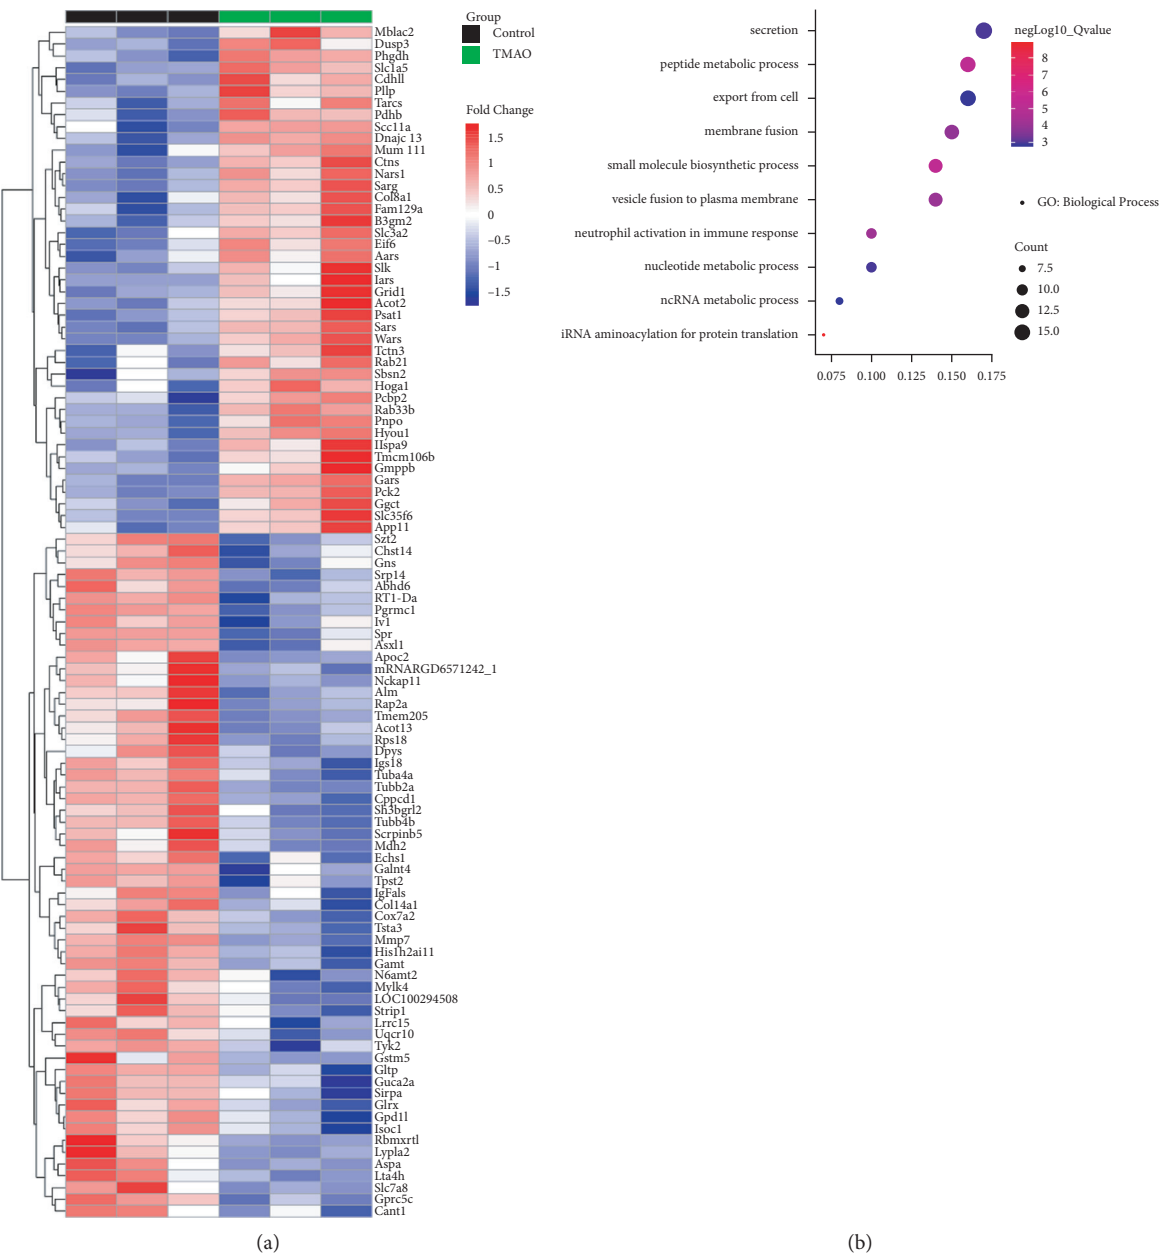 Group
Control
TMAO
Fold Change
1.5
1
0.5
0
−0.5
−1
−1.5
Mblac2
Dusp3
Phgdh
Slc1a5
Cdhll
Pllp
Tarcs
Pdhb
Scc11a
Dnajc 13
Mum 111
Ctns
Nars1
Sarg
Col8a1
Fam129a
B3gm2
Slc3a2
Eif6
Aars
Slk
Iars
Grid1
Acot2
Psat1
Sars
Wars
Tctn3
Rab21
Sbsn2
Hoga1
Pcbp2
Rab33b
Pnpo
Hyou1
IIspa9
Tmcm106b
Gmppb
Gars
Pck2
Ggct
Slc35f6
App11
Szt2
Chst14
Gns
Srp14
Abhd6
RT1-Da
Pgrmc1
Iv1
Spr
Asxl1
Apoc2
mRNARGD6571242_1
Nckap11
Alm
Rap2a
Tmem205
Acot13
Rps18
Dpys
Igs18
Tuba4a
Tubb2a
Cppcd1
Sh3bgrl2
Tubb4b
Scrpinb5
Mdh2
Echs1
Galnt4
Tpst2
IgFals
Col14a1
Cox7a2
Tsta3
Mmp7
His1h2ai11
Gamt
N6amt2
Mylk4
LOC100294508
Strip1
Lrrc15
Uqcr10
Tyk2
Gstm5
Gltp
Guca2a
Sirpa
Glrx
Gpd1l
Isoc1
Rbmxrtl
Lypla2
Aspa
Lta4h
Slc7a8
Gprc5c
Cant1
(a)
secretion
peptide metabolic process
export from cell
membrane fusion
small molecule biosynthetic process
vesicle fusion to plasma membrane
neutrophil activation in immune response
nucleotide metabolic process
ncRNA metabolic process
iRNA aminoacylation for protein translation
0.075 0.100 0.125 0.150 0.175
negLog10_Qvalue
8
7
6
5
4
3
GO: Biological Process
Count
7.5
10.0
12.5
15.0
(b)